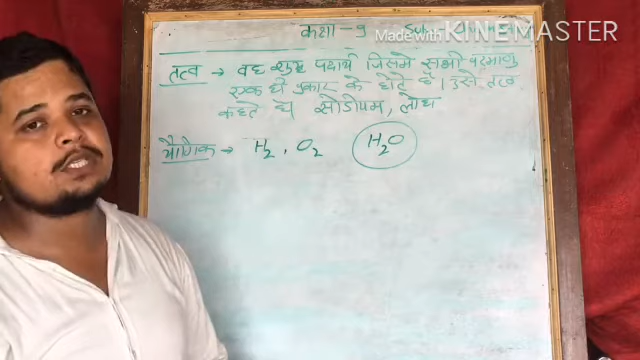 कक्षा - 9
Made with KINEMASTER
तत्व → वह शुद्ध पदार्थ जिसमे सभी परमाणु
एक ही प्रकार के होते है। उसे तत्व
कहते है। सोडियम, लोहा
यौगिक → H₂ , O₂ H₂O